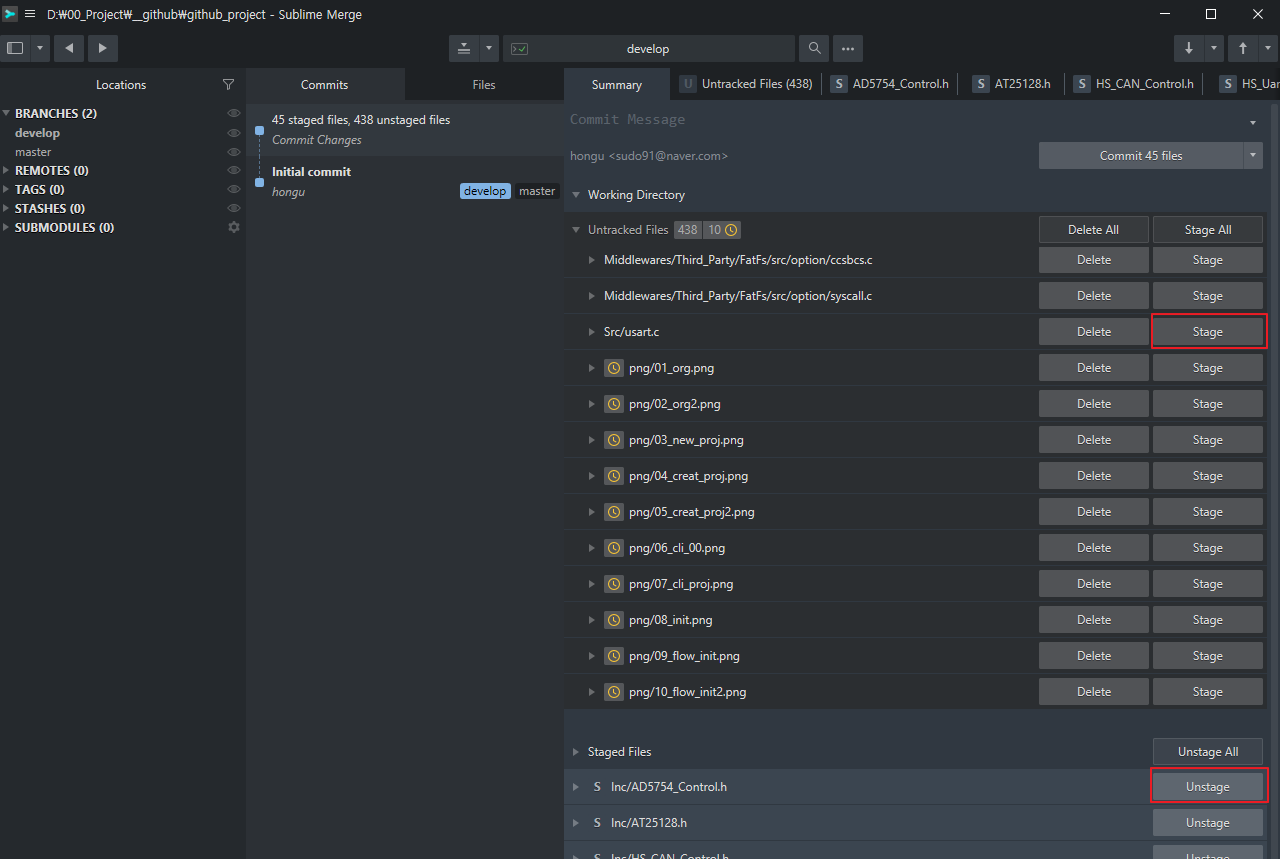 D:₩00_Project₩__github₩github_project - Sublime Merge
develop
Locations
Commits
Files
Summary
U Untracked Files (438)
S AD5754_Control.h
S AT25128.h
S HS_CAN_Control.h
S HS_Uar
BRANCHES (2)
develop
master
REMOTES (0)
TAGS (0)
STASHES (0)
SUBMODULES (0)
45 staged files, 438 unstaged files
Commit Changes
Initial commit
hongu develop master
Commit Message
hongu <sudo91@naver.com> Commit 45 files
Working Directory
Untracked Files 438 10 Delete All Stage All
Middlewares/Third_Party/FatFs/src/option/ccsbcs.c Delete Stage
Middlewares/Third_Party/FatFs/src/option/syscall.c Delete Stage
Src/usart.c Delete Stage
png/01_org.png Delete Stage
png/02_org2.png Delete Stage
png/03_new_proj.png Delete Stage
png/04_creat_proj.png Delete Stage
png/05_creat_proj2.png Delete Stage
png/06_cli_00.png Delete Stage
png/07_cli_proj.png Delete Stage
png/08_init.png Delete Stage
png/09_flow_init.png Delete Stage
png/10_flow_init2.png Delete Stage
Staged Files Unstage All
S Inc/AD5754_Control.h Unstage
S Inc/AT25128.h Unstage
S Inc/HS_CAN_Control.h Unstage